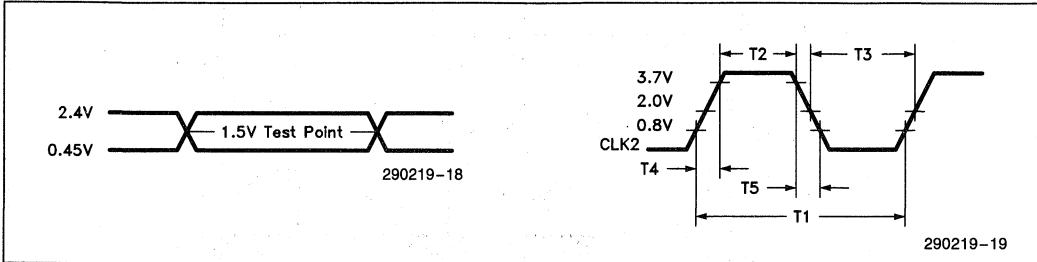 2.4V
1.5V Test Point
0.45V
290219-18
T2
T3
3.7V
2.0V
0.8V
CLK2
T4
T5
T1
290219-19